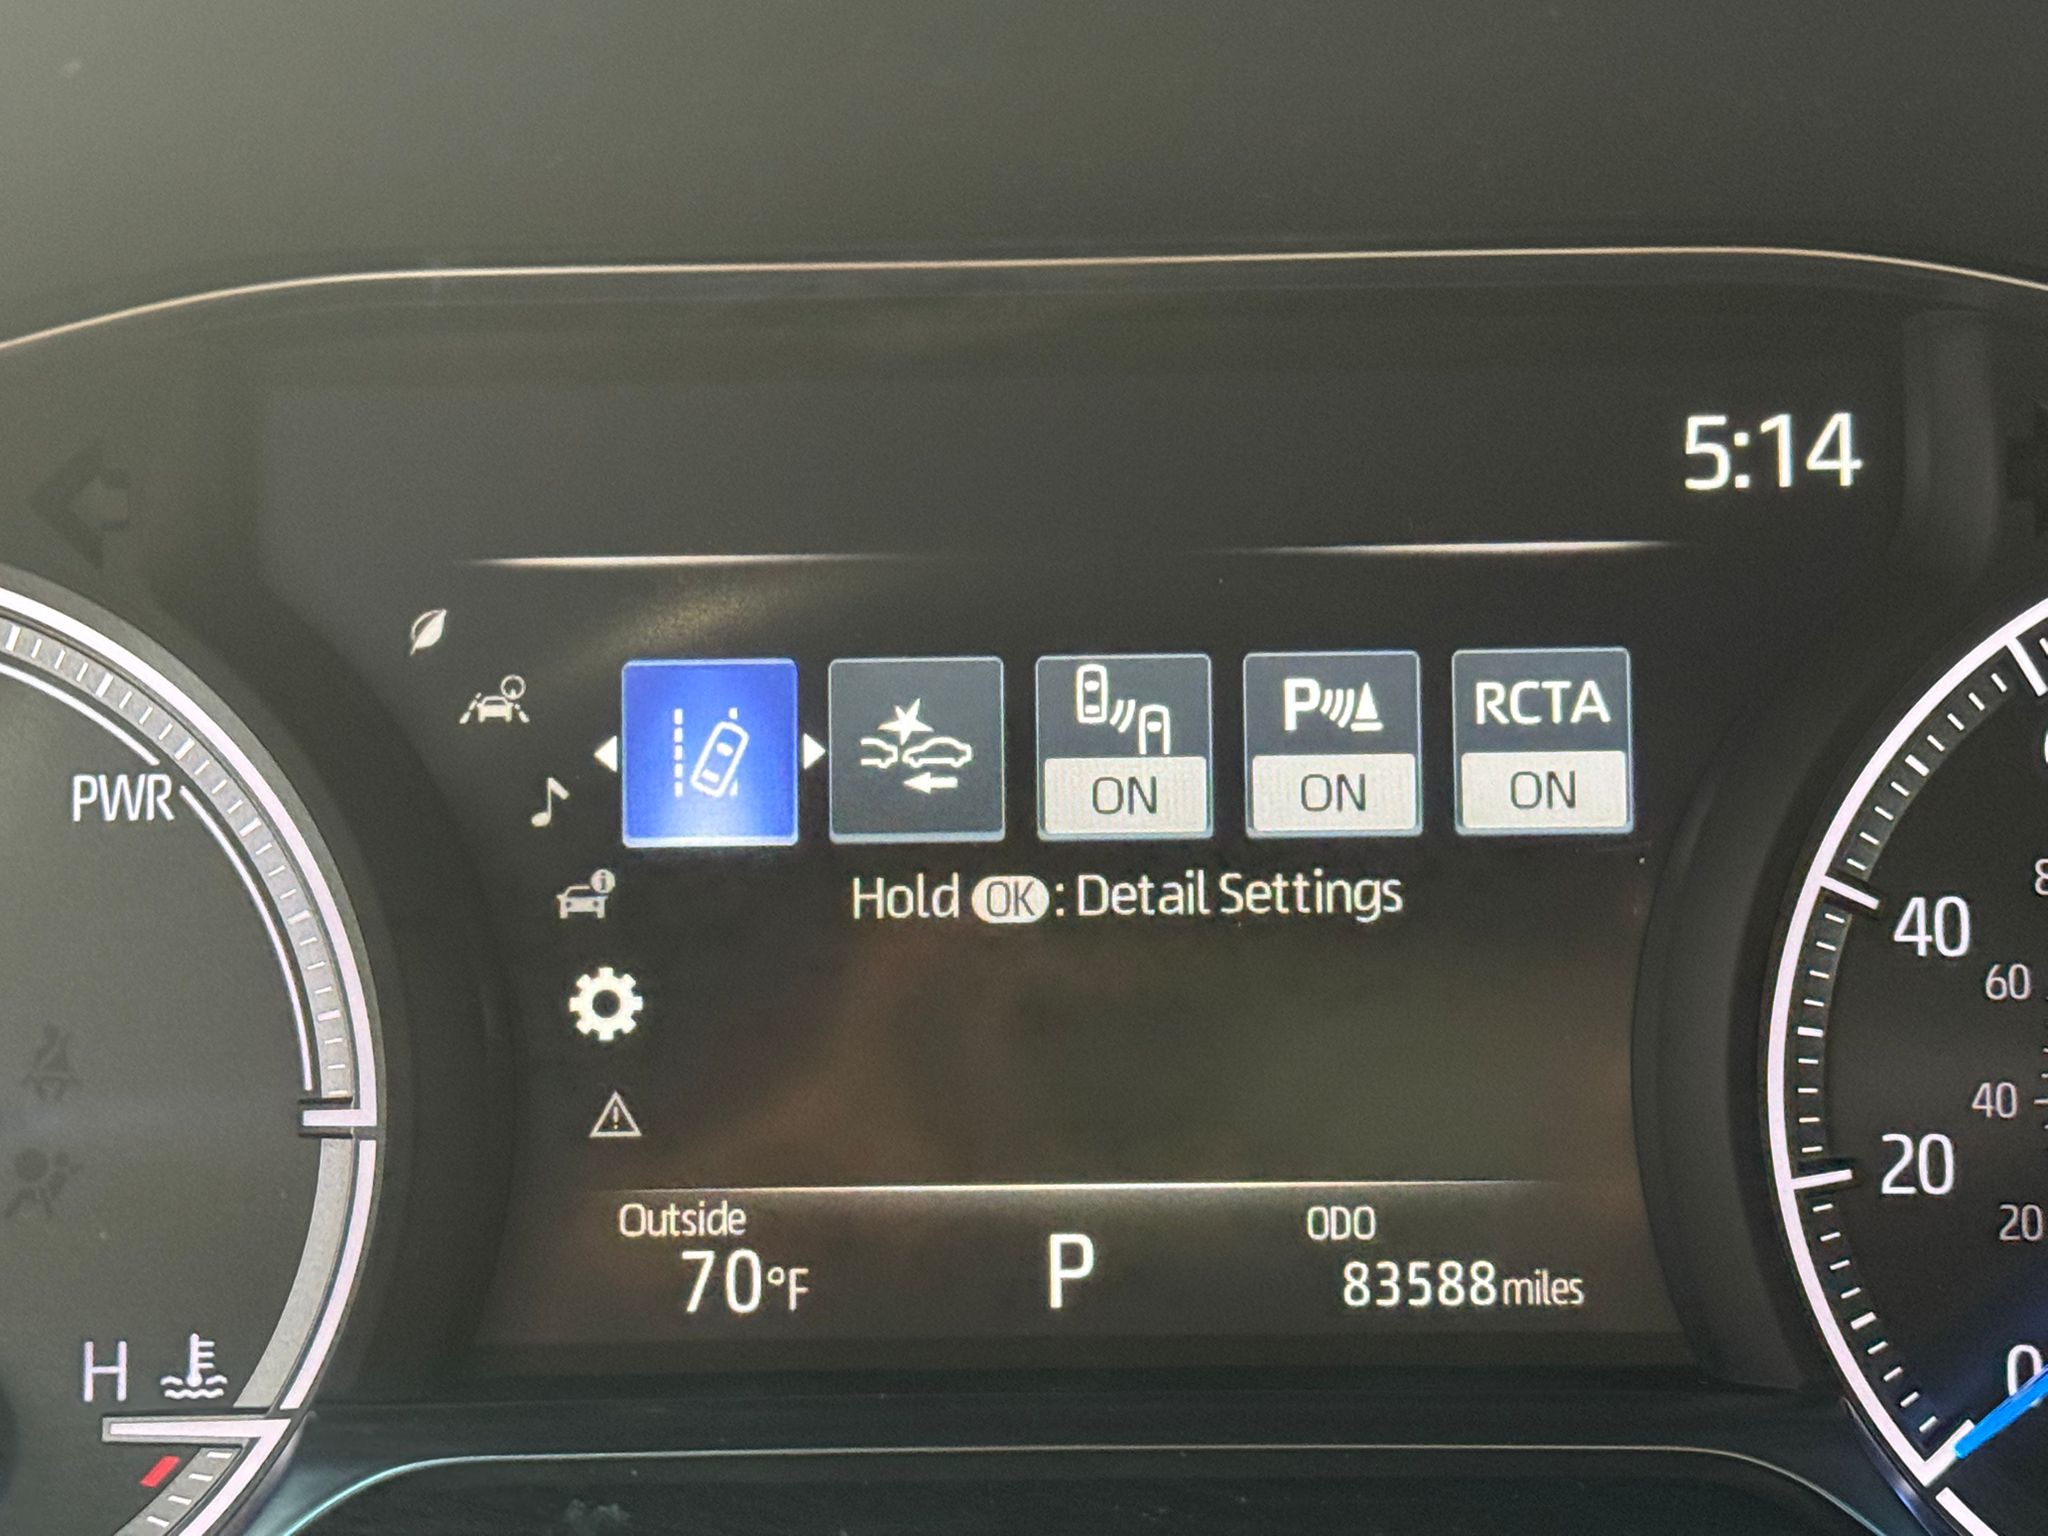 5:14
PWR
P
RCTA
ON
ON
ON
Hold OK : Detail Settings
40
60
40
20
20
Outside
ODO
70°F
P
83588 miles
H
0